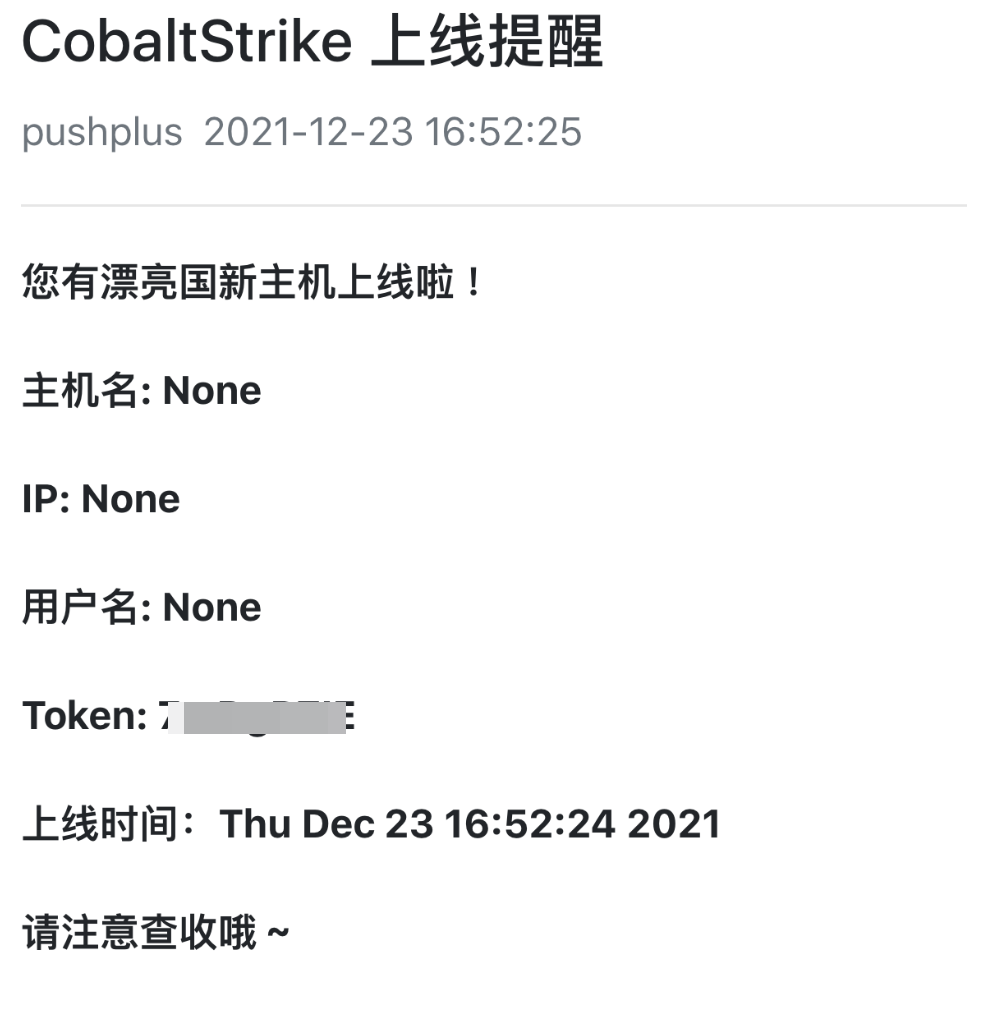 CobaltStrike 上线提醒
pushplus 2021-12-23 16:52:25
您有漂亮国新主机上线啦！
主机名: None
IP: None
用户名: None
Token:
上线时间：Thu Dec 23 16:52:24 2021
请注意查收哦 ~